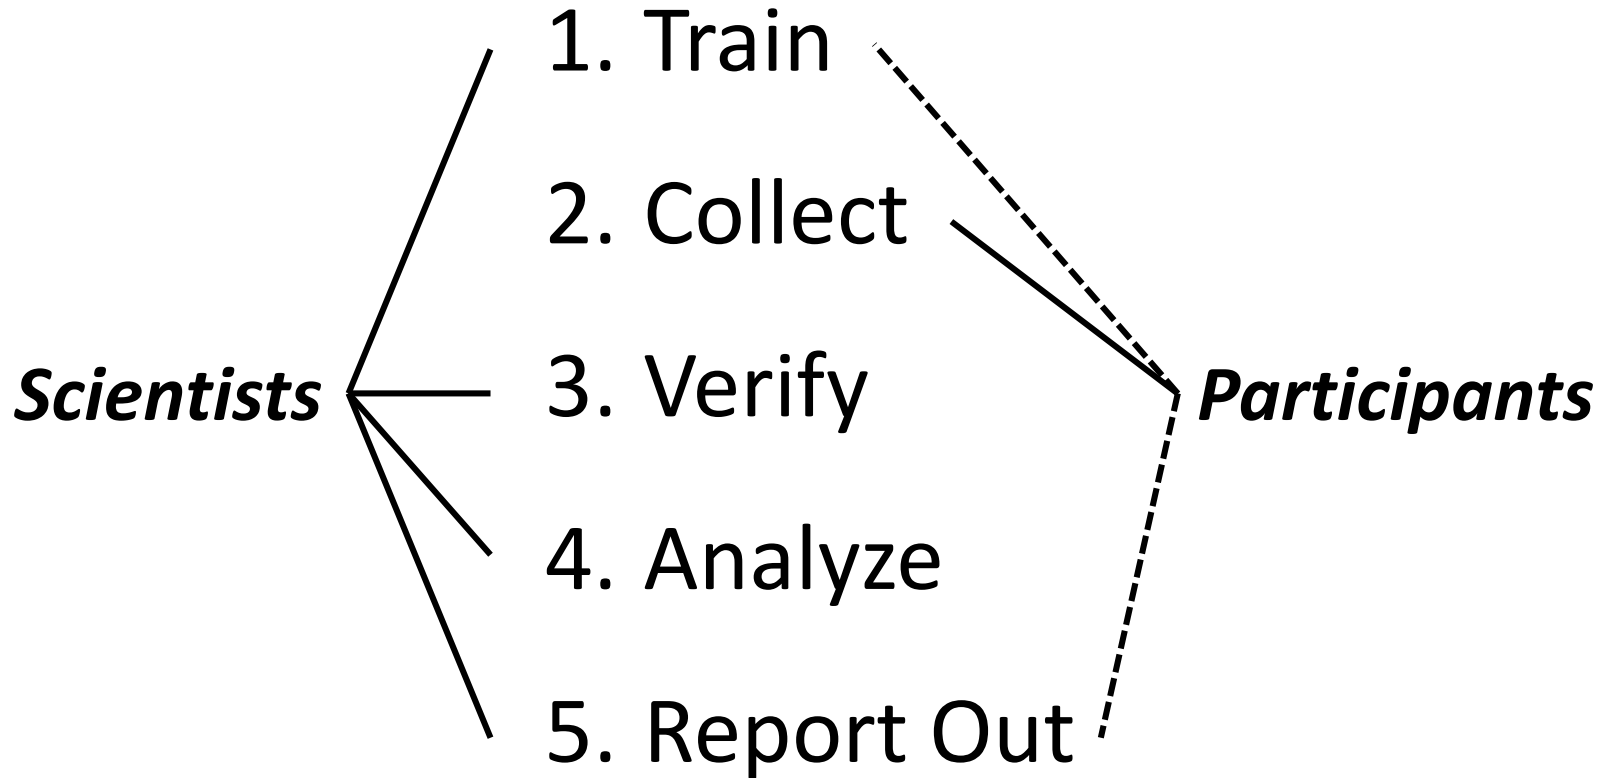 1. Train
2. Collect
3. Verify
4. Analyze
5. Report Out
Scientists
Participants